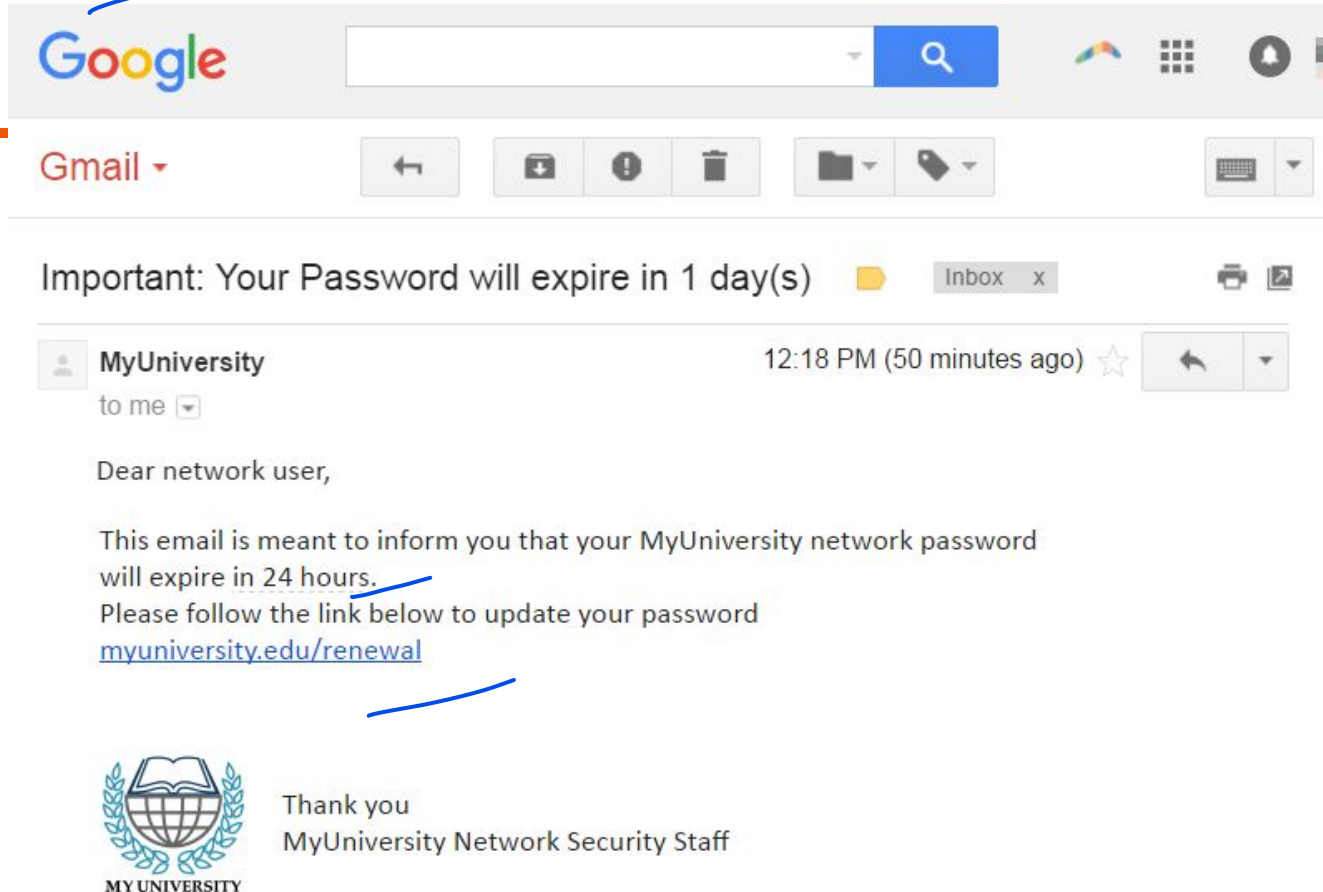 Google
Gmail
Important: Your Password will expire in 1 day(s)
Inbox x
MyUniversity
12:18 PM (50 minutes ago)
to me
Dear network user,
This email is meant to inform you that your MyUniversity network password
will expire in 24 hours.
Please follow the link below to update your password
myuniversity.edu/renewal
Thank you
MyUniversity Network Security Staff
MY UNIVERSITY